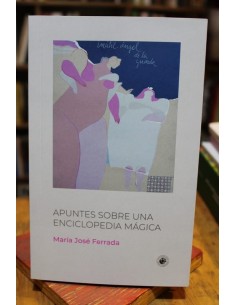 APUNTES SOBRE UNA
ENCICLOPEDIA MÁGICA
María José Ferrada